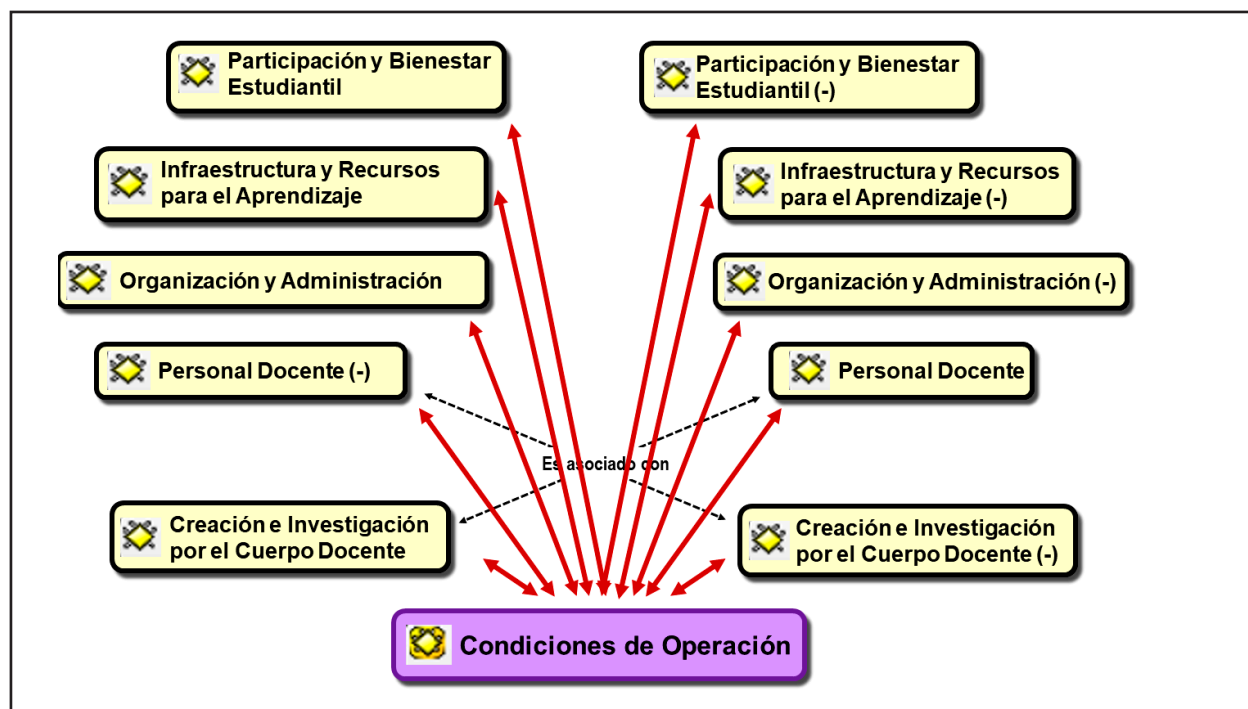 Participación y Bienestar
Estudiantil
Participación y Bienestar
Estudiantil (-)
Infraestructura y Recursos
para el Aprendizaje
Infraestructura y Recursos
para el Aprendizaje (-)
Organización y Administración
Organización y Administración (-)
Personal Docente (-)
Personal Docente
Es asociado con
Creación e Investigación
por el Cuerpo Docente
Creación e Investigación
por el Cuerpo Docente (-)
Condiciones de Operación